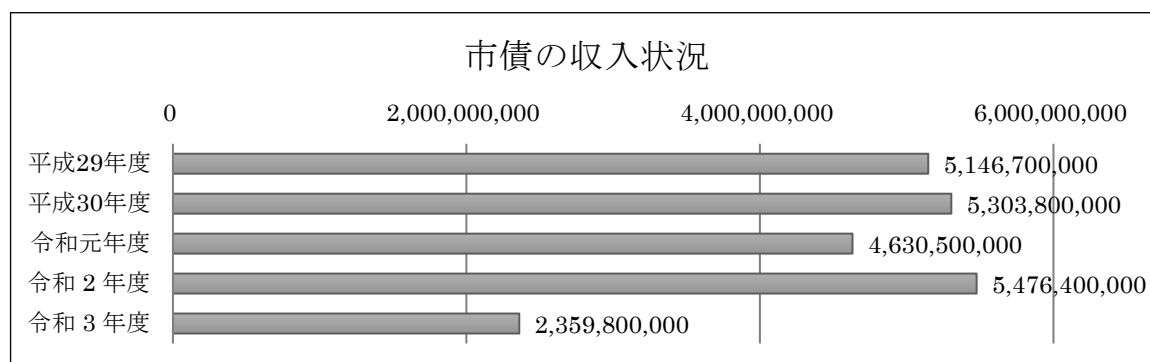 市債の収入状況
0 2,000,000,000 4,000,000,000 6,000,000,000
平成29年度 5,146,700,000
平成30年度 5,303,800,000
令和元年度 4,630,500,000
令和2年度 5,476,400,000
令和3年度 2,359,800,000